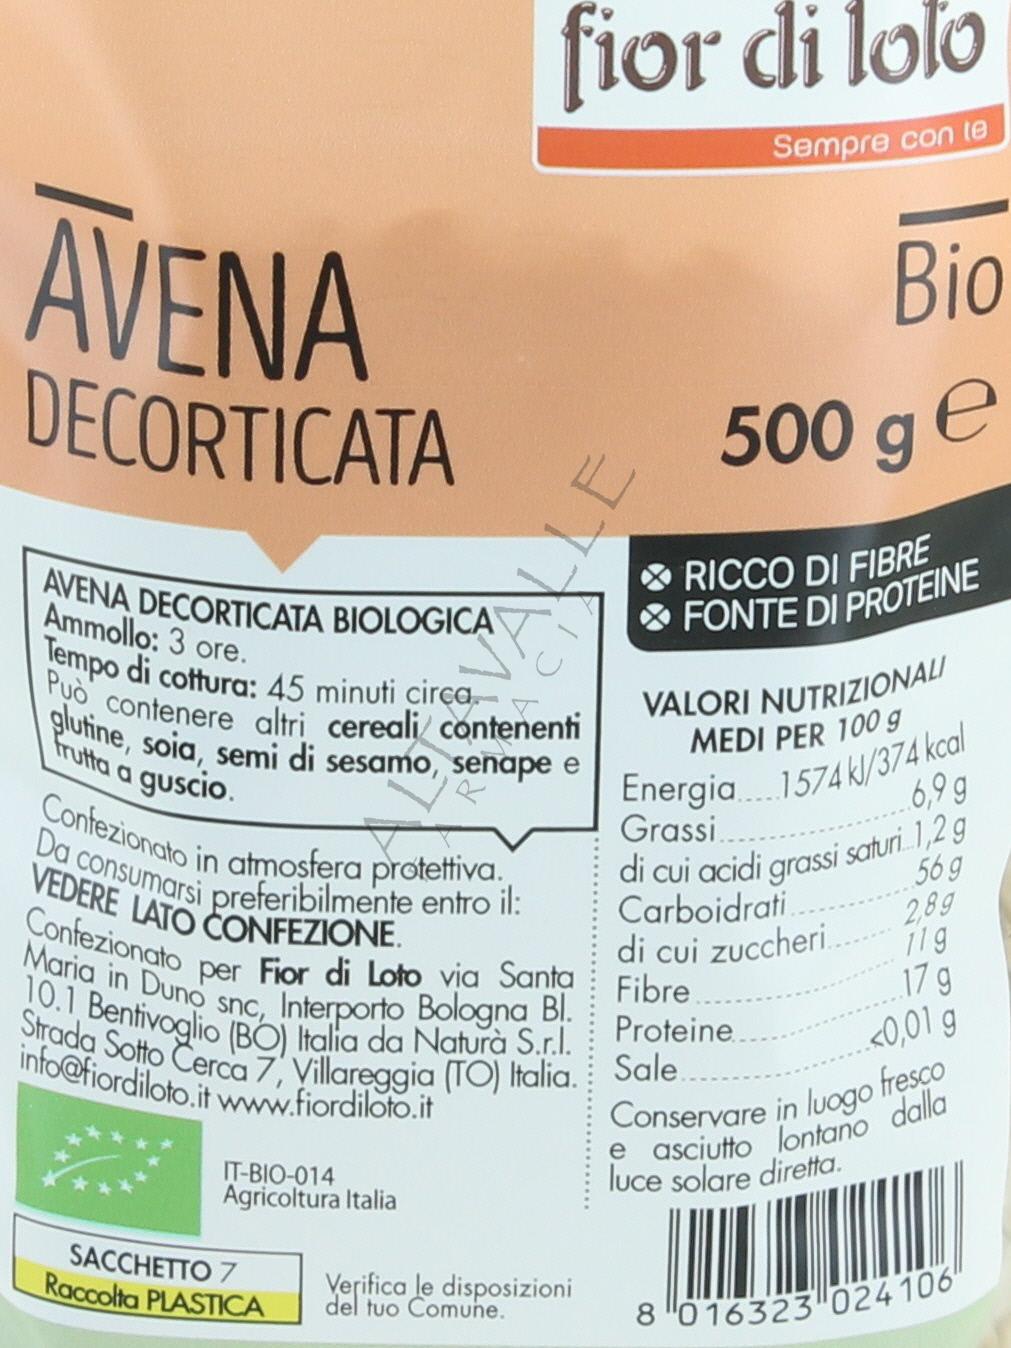 fior di loto
Sempre con te
AVENA
DECORTICATA
Bio
500 g e
AVENA DECORTICATA BIOLOGICA
Ammollo: 3 ore.
Tempo di cottura: 45 minuti circa.
Può contenere altri cereali contenenti
glutine, soia, semi di sesamo, senape e
frutta a guscio.
Confezionato in atmosfera protettiva.
Da consumarsi preferibilmente entro il:
VEDERE LATO CONFEZIONE.
Confezionato per Fior di Loto via Santa
Maria in Duno snc, Interporto Bologna Bl.
10.1 Bentivoglio (BO) Italia da Naturà S.r.l.
Strada Sotto Cerca 7, Villareggia (TO) Italia.
info@fiordiloto.it www.fiordiloto.it
IT-BIO-014
Agricoltura Italia
SACCHETTO 7
Raccolta PLASTICA
Verifica le disposizioni
del tuo Comune.
RICCO DI FIBRE
FONTE DI PROTEINE
VALORI NUTRIZIONALI
MEDI PER 100 g
Energia.....1574 kJ/374 kcal
Grassi..................6,9 g
di cui acidi grassi saturi..1,2 g
Carboidrati..............56 g
di cui zuccheri..........2,8 g
Fibre....................11 g
Proteine.................17 g
Sale...................<0,01 g
Conservare in luogo fresco
e asciutto lontano dalla
luce solare diretta.
8 016323 024106
ALTAVALLE
FARMACIA